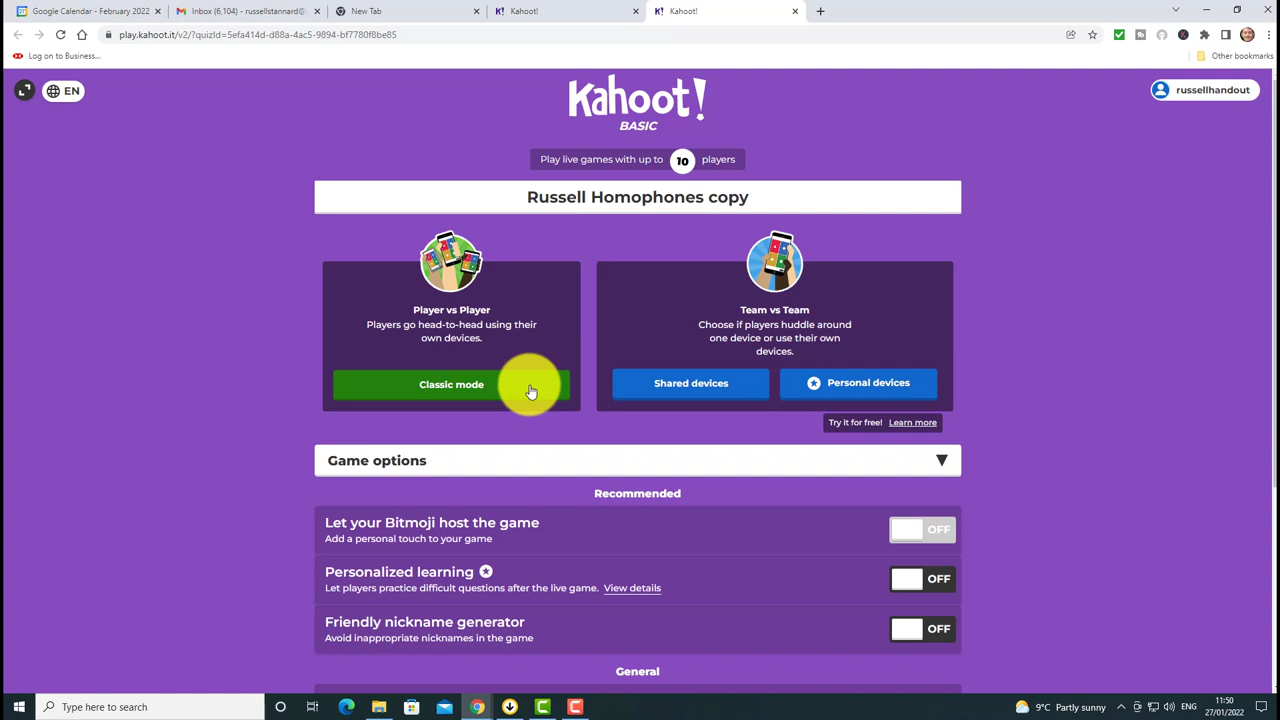 Google Calendar - February 2022
Inbox (6,104) - russellstannard@
New Tab
Kahoot!
Kahoot!
play.kahoot.it/v2/?quizId=5efa414d-d88a-4ac5-9894-bf7780f8be85
Log on to Business...
Other bookmarks
EN
Kahoot!
BASIC
russellhandout
Play live games with up to 10 players
Russell Homophones copy
Player vs Player
Players go head-to-head using their
own devices.
Classic mode
Team vs Team
Choose if players huddle around
one device or use their own
devices.
Shared devices
Personal devices
Try it for free! Learn more
Game options
Recommended
Let your Bitmoji host the game
Add a personal touch to your game
OFF
Personalized learning
Let players practice difficult questions after the live game. View details
OFF
Friendly nickname generator
Avoid inappropriate nicknames in the game
OFF
General
Type here to search
9°C Partly sunny
ENG
11:50
27/01/2022